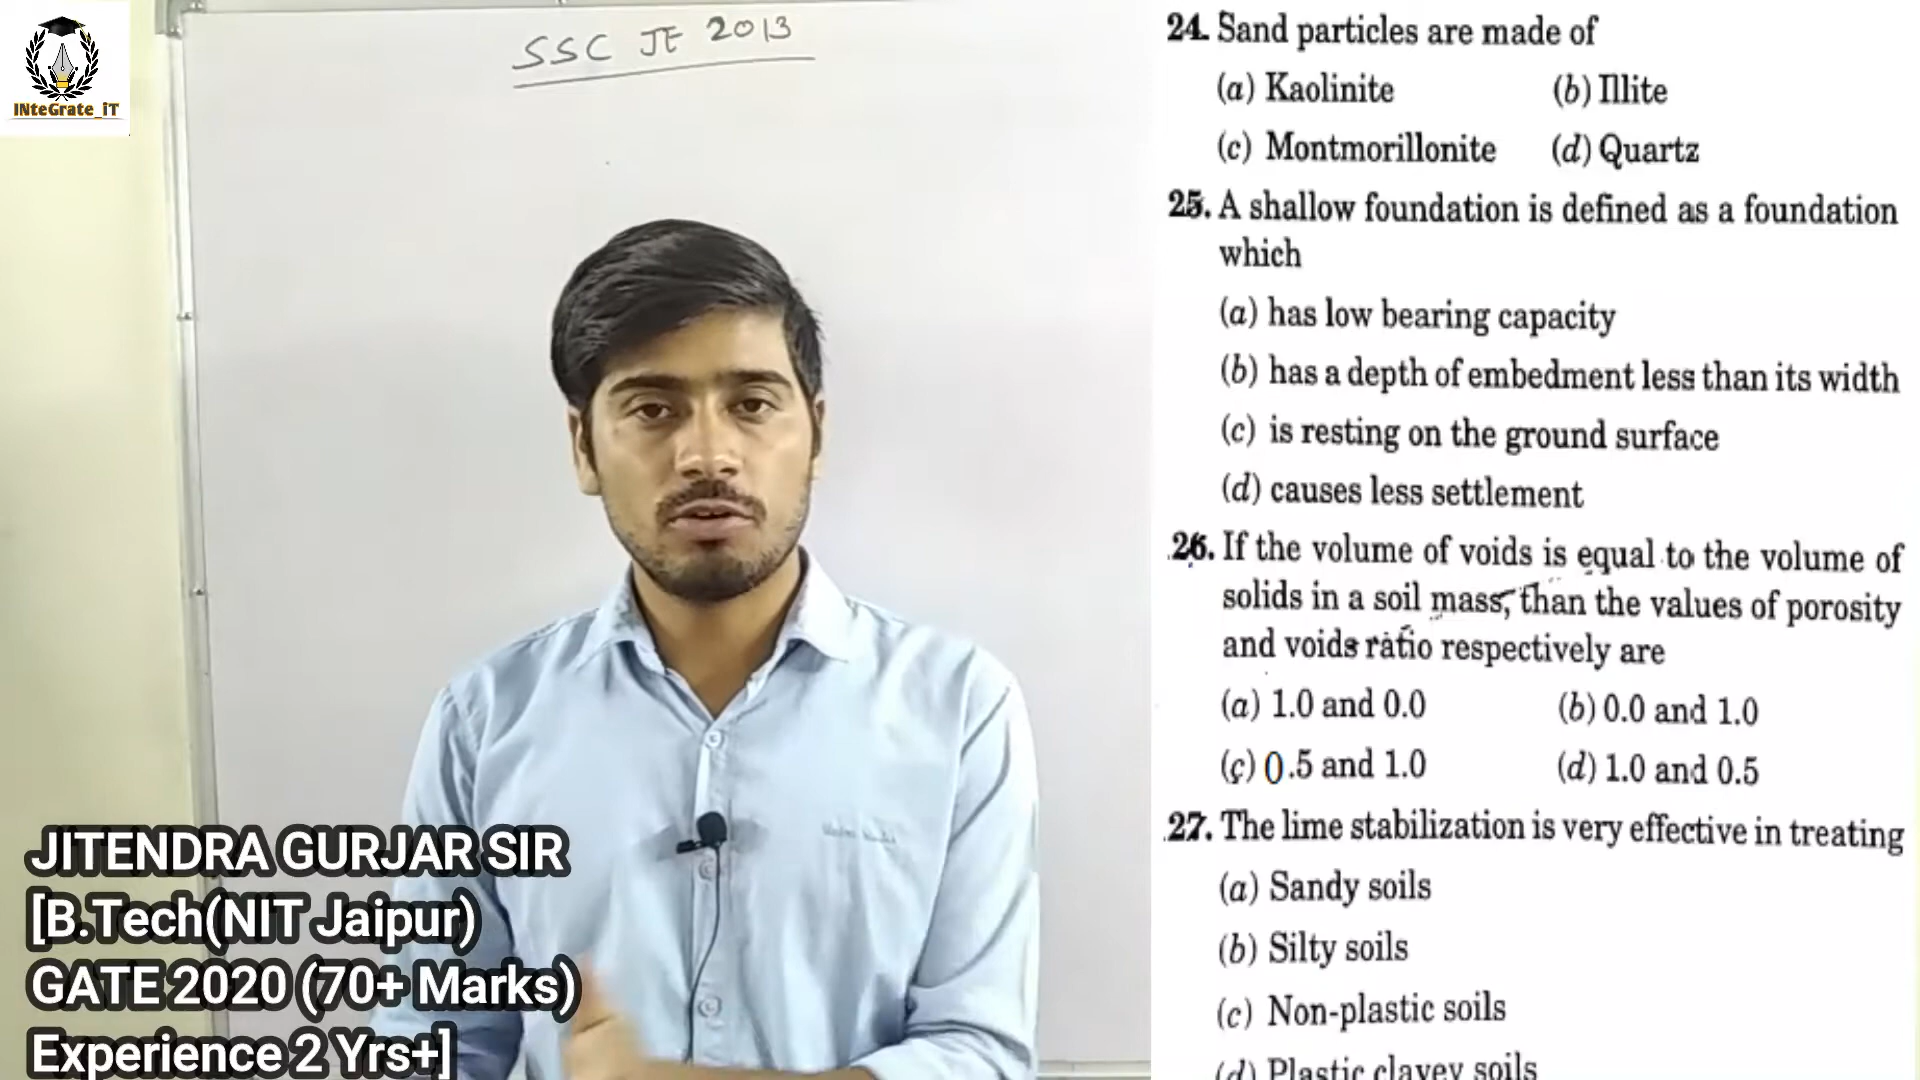 INteGrate_iT
SSC JE 2013
24. Sand particles are made of
(a) Kaolinite (b) Illite
(c) Montmorillonite (d) Quartz
25. A shallow foundation is defined as a foundation
which
(a) has low bearing capacity
(b) has a depth of embedment less than its width
(c) is resting on the ground surface
(d) causes less settlement
26. If the volume of voids is equal to the volume of
solids in a soil mass, than the values of porosity
and voids ratio respectively are
(a) 1.0 and 0.0 (b) 0.0 and 1.0
(c) 0.5 and 1.0 (d) 1.0 and 0.5
27. The lime stabilization is very effective in treating
(a) Sandy soils
(b) Silty soils
(c) Non-plastic soils
(d) Plastic clayey soils
JITENDRA GURJAR SIR
[B.Tech(NIT Jaipur)
GATE 2020 (70+ Marks)
Experience 2 Yrs+]